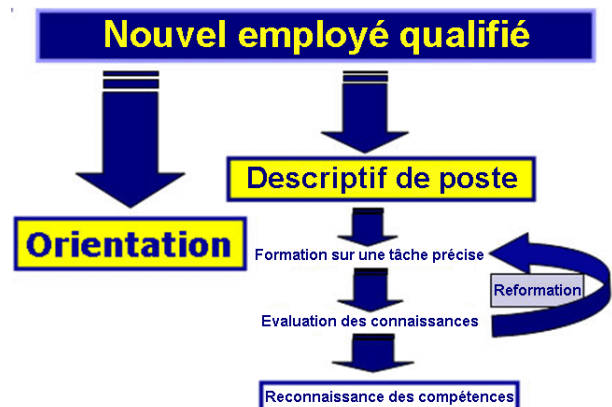 Nouvel employé qualifié
Descriptif de poste
Orientation
Formation sur une tâche précise
Reformation
Evaluation des connaissances
Reconnaissance des compétences